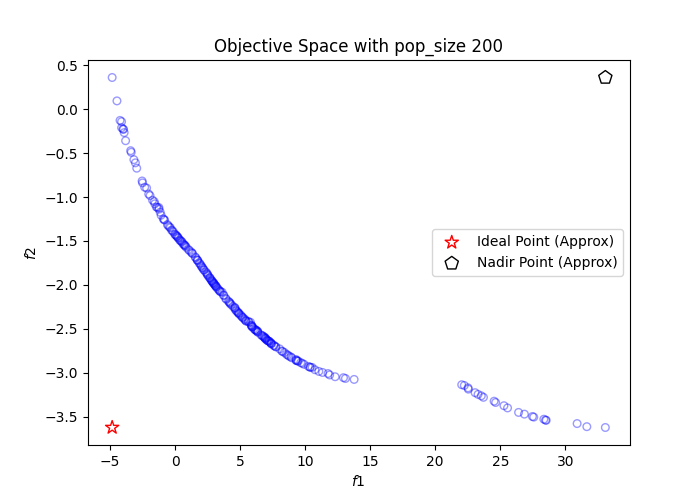 Objective Space with pop_size 200
0.5
0.0
−0.5
−1.0
−1.5
−2.0
−2.5
−3.0
−3.5
f2
Ideal Point (Approx)
Nadir Point (Approx)
−5 0 5 10 15 20 25 30
f1